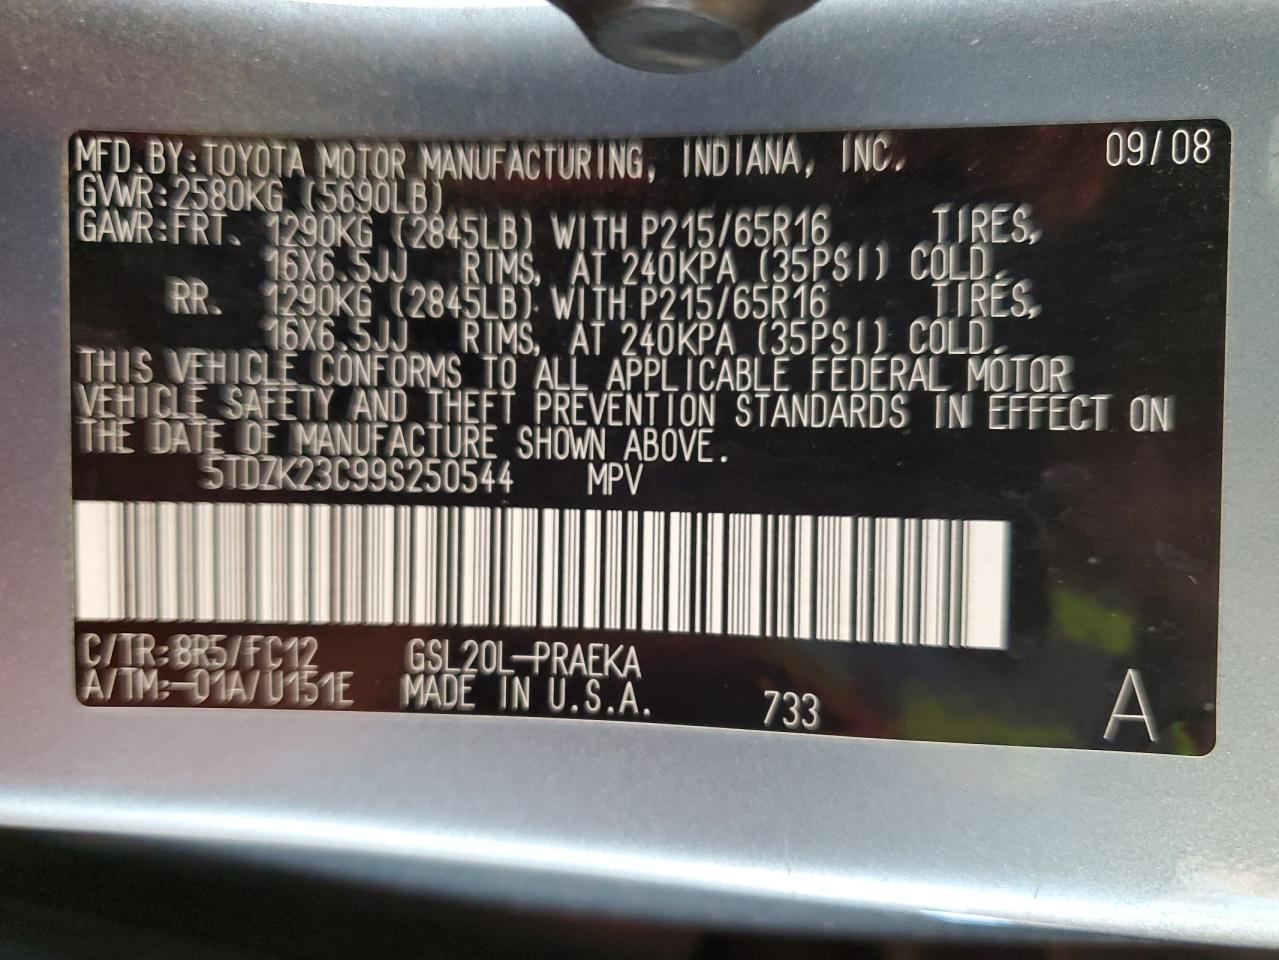 MFD.BY:TOYOTA MOTOR MANUFACTURING, INDIANA, INC. 09/08
GVWR:2580KG (5690LB)
GAWR:FRT. 1290KG (2845LB) WITH P215/65R16 TIRES,
16X6.5JJ RIMS, AT 240KPA (35PSI) COLD.
RR. 1290KG (2845LB) WITH P215/65R16 TIRES,
16X6.5JJ RIMS, AT 240KPA (35PSI) COLD.
THIS VEHICLE CONFORMS TO ALL APPLICABLE FEDERAL MOTOR
VEHICLE SAFETY AND THEFT PREVENTION STANDARDS IN EFFECT ON
THE DATE OF MANUFACTURE SHOWN ABOVE.
5TDZK23C99S250544 MPV
C/TR:8R5/FC12 GSL20L-PRAEKA
A/TM:-01A/U151E MADE IN U.S.A. 733 A